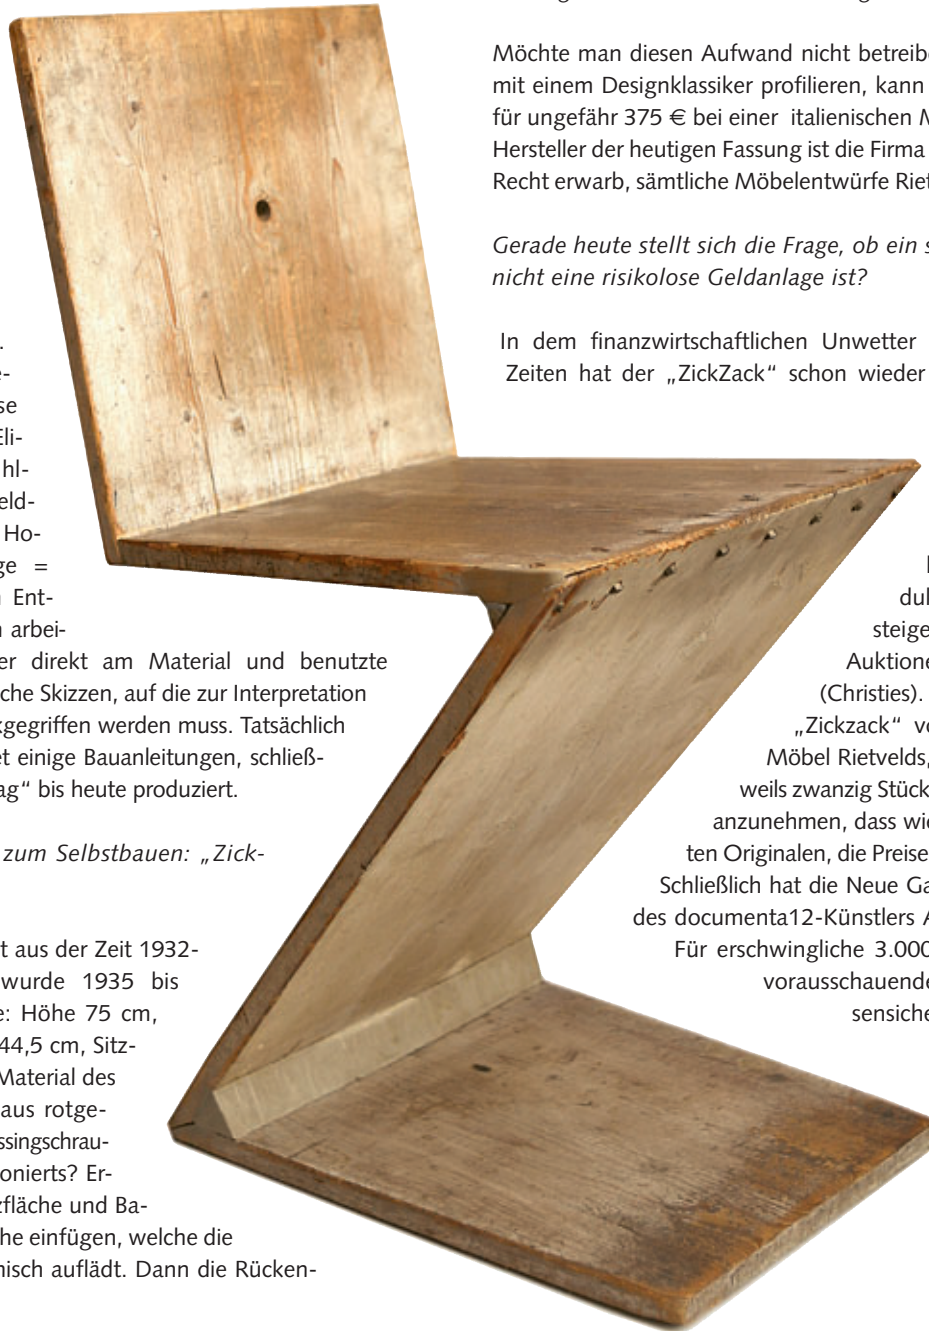 .
e-
se
Eli-
hl-
eld-
Ho-
ge =
Ent-
arbei-
er direkt am Material und benutzte
che Skizzen, auf die zur Interpretation
kgegriffen werden muss. Tatsächlich
et einige Bauanleitungen, schließ-
ag“ bis heute produziert.
zum Selbstbauen: „Zick-
t aus der Zeit 1932-
wurde 1935 bis
e: Höhe 75 cm,
44,5 cm, Sitz-
Material des
aus rotge-
ssingschrau-
onierts? Er-
zfläche und Ba-
che einfügen, welche die
misch auflädt. Dann die Rücken-
Möchte man diesen Aufwand nicht betreibe
mit einem Designklassiker profilieren, kann
für ungefähr 375 € bei einer italienischen M
Hersteller der heutigen Fassung ist die Firma
Recht erwarb, sämtliche Möbelentwürfe Riet
Gerade heute stellt sich die Frage, ob ein s
nicht eine risikolose Geldanlage ist?
In dem finanzwirtschaftlichen Unwetter
Zeiten hat der „ZickZack“ schon wieder
dul
steige
Auktione
(Christies).
„Zickzack“ vo
Möbel Rietvelds,
weils zwanzig Stück
anzunehmen, dass wie
ten Originalen, die Preise
Schließlich hat die Neue Ga
des documenta12-Künstlers A
Für erschwingliche 3.000
vorausschauende
sensiche